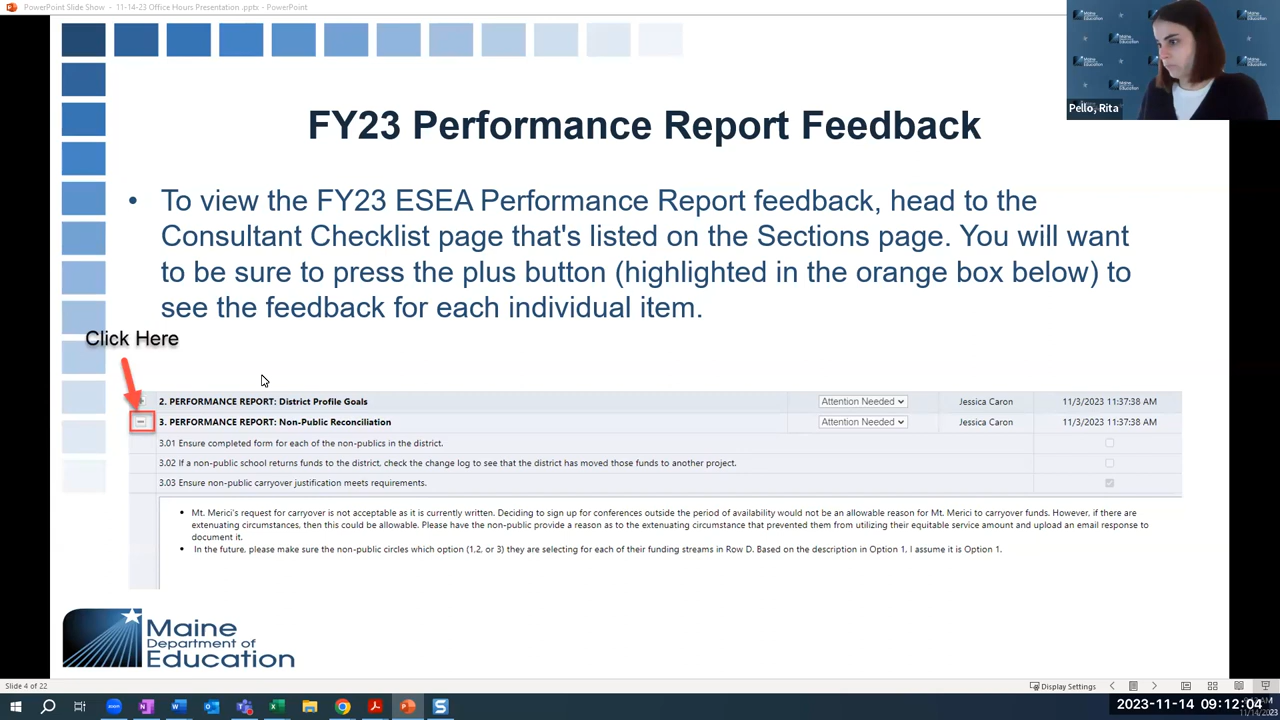 PowerPoint Slide Show - 11-14-23 Office Hours Presentation .pptx - PowerPoint
Maine
Department of
Education
Pello, Rita
FY23 Performance Report Feedback
• To view the FY23 ESEA Performance Report feedback, head to the
Consultant Checklist page that's listed on the Sections page. You will want
to be sure to press the plus button (highlighted in the orange box below) to
see the feedback for each individual item.
Click Here
2. PERFORMANCE REPORT: District Profile Goals Attention Needed Jessica Caron 11/3/2023 11:37:38 AM
3. PERFORMANCE REPORT: Non-Public Reconciliation Attention Needed Jessica Caron 11/3/2023 11:37:38 AM
3.01 Ensure completed form for each of the non-publics in the district.
3.02 If a non-public school returns funds to the district, check the change log to see that the district has moved those funds to another project.
3.03 Ensure non-public carryover justification meets requirements.
• Mt. Merici's request for carryover is not acceptable as it is currently written. Deciding to sign up for conferences outside the period of availability would not be an allowable reason for Mt. Merici to carryover funds. However, if there are
extenuating circumstances, then this could be allowable. Please have the non-public provide a reason as to the extenuating circumstance that prevented them from utilizing their equitable service amount and upload an email response to
document it.
• In the future, please make sure the non-public circles which option (1,2, or 3) they are selecting for each of their funding streams in Row D. Based on the description in Option 1, I assume it is Option 1.
Maine
Department of
Education
Slide 4 of 22
Display Settings
2023-11-14 09:12:04